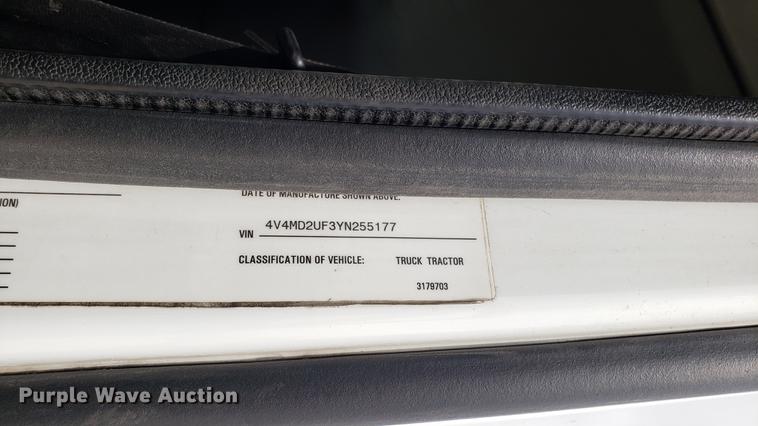 DATE OF MANUFACTURE SHOWN ABOVE.
ION)
VIN 4V4MD2UF3YN255177
CLASSIFICATION OF VEHICLE: TRUCK TRACTOR
3179703
Purple Wave Auction